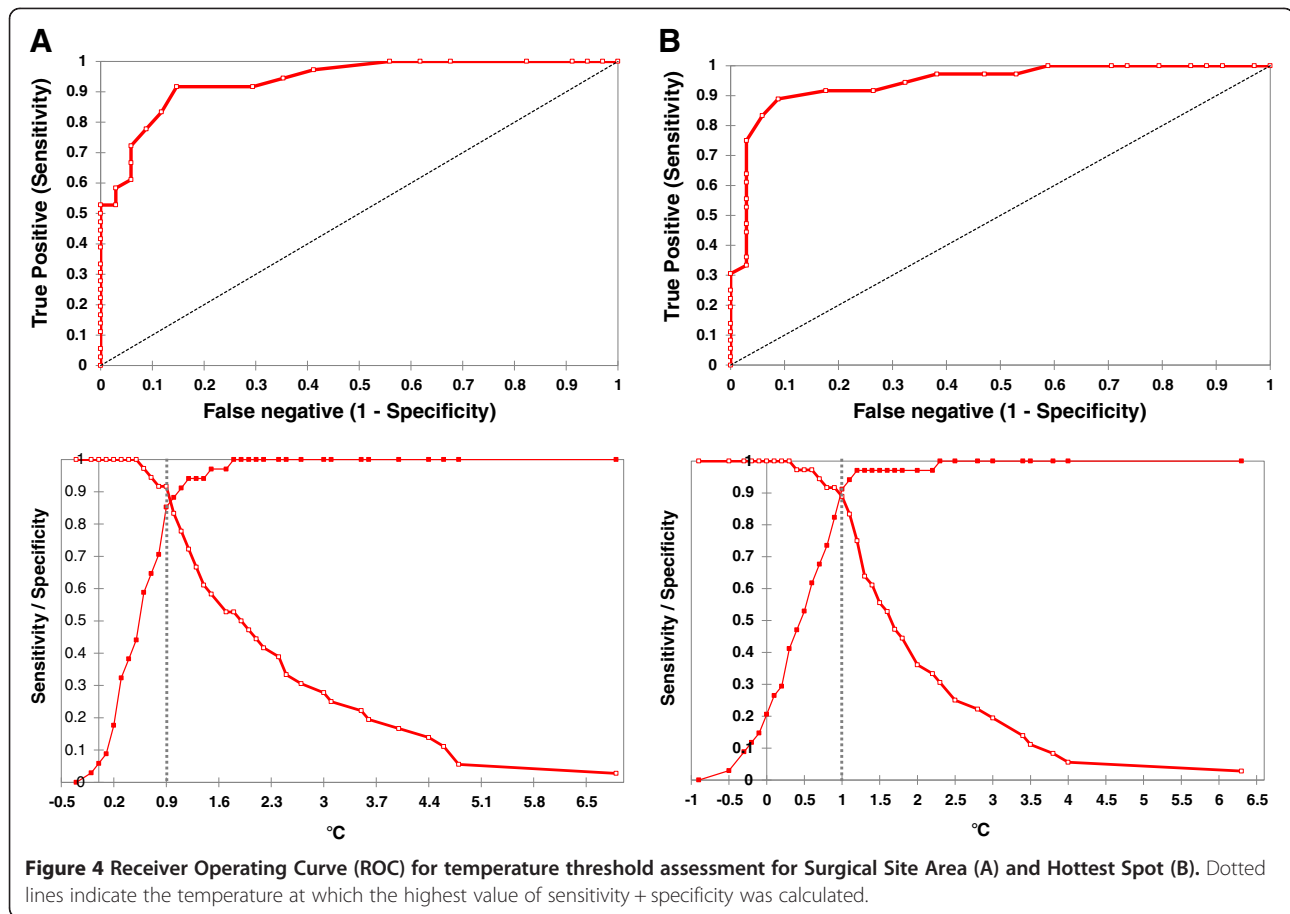 A
B
1
0.9
0.8
0.7
0.6
0.5
0.4
0.3
0.2
0.1
0
True Positive (Sensitivity)
0 0.1 0.2 0.3 0.4 0.5 0.6 0.7 0.8 0.9 1
False negative (1 - Specificity)
1
0.9
0.8
0.7
0.6
0.5
0.4
0.3
0.2
0.1
0
True Positive (Sensitivity)
0 0.1 0.2 0.3 0.4 0.5 0.6 0.7 0.8 0.9 1
False negative (1 - Specificity)
1
0.9
0.8
0.7
0.6
0.5
0.4
0.3
0.2
0.1
0
Sensitivity / Specificity
-0.5 0.2 0.9 1.6 2.3 3 3.7 4.4 5.1 5.8 6.5
°C
1
0.9
0.8
0.7
0.6
0.5
0.4
0.3
0.2
0.1
0
Sensitivity / Specificity
-1 -0.5 0 0.5 1 1.5 2 2.5 3 3.5 4 4.5 5 5.5 6 6.5
°C
Figure 4 Receiver Operating Curve (ROC) for temperature threshold assessment for Surgical Site Area (A) and Hottest Spot (B). Dotted
lines indicate the temperature at which the highest value of sensitivity + specificity was calculated.